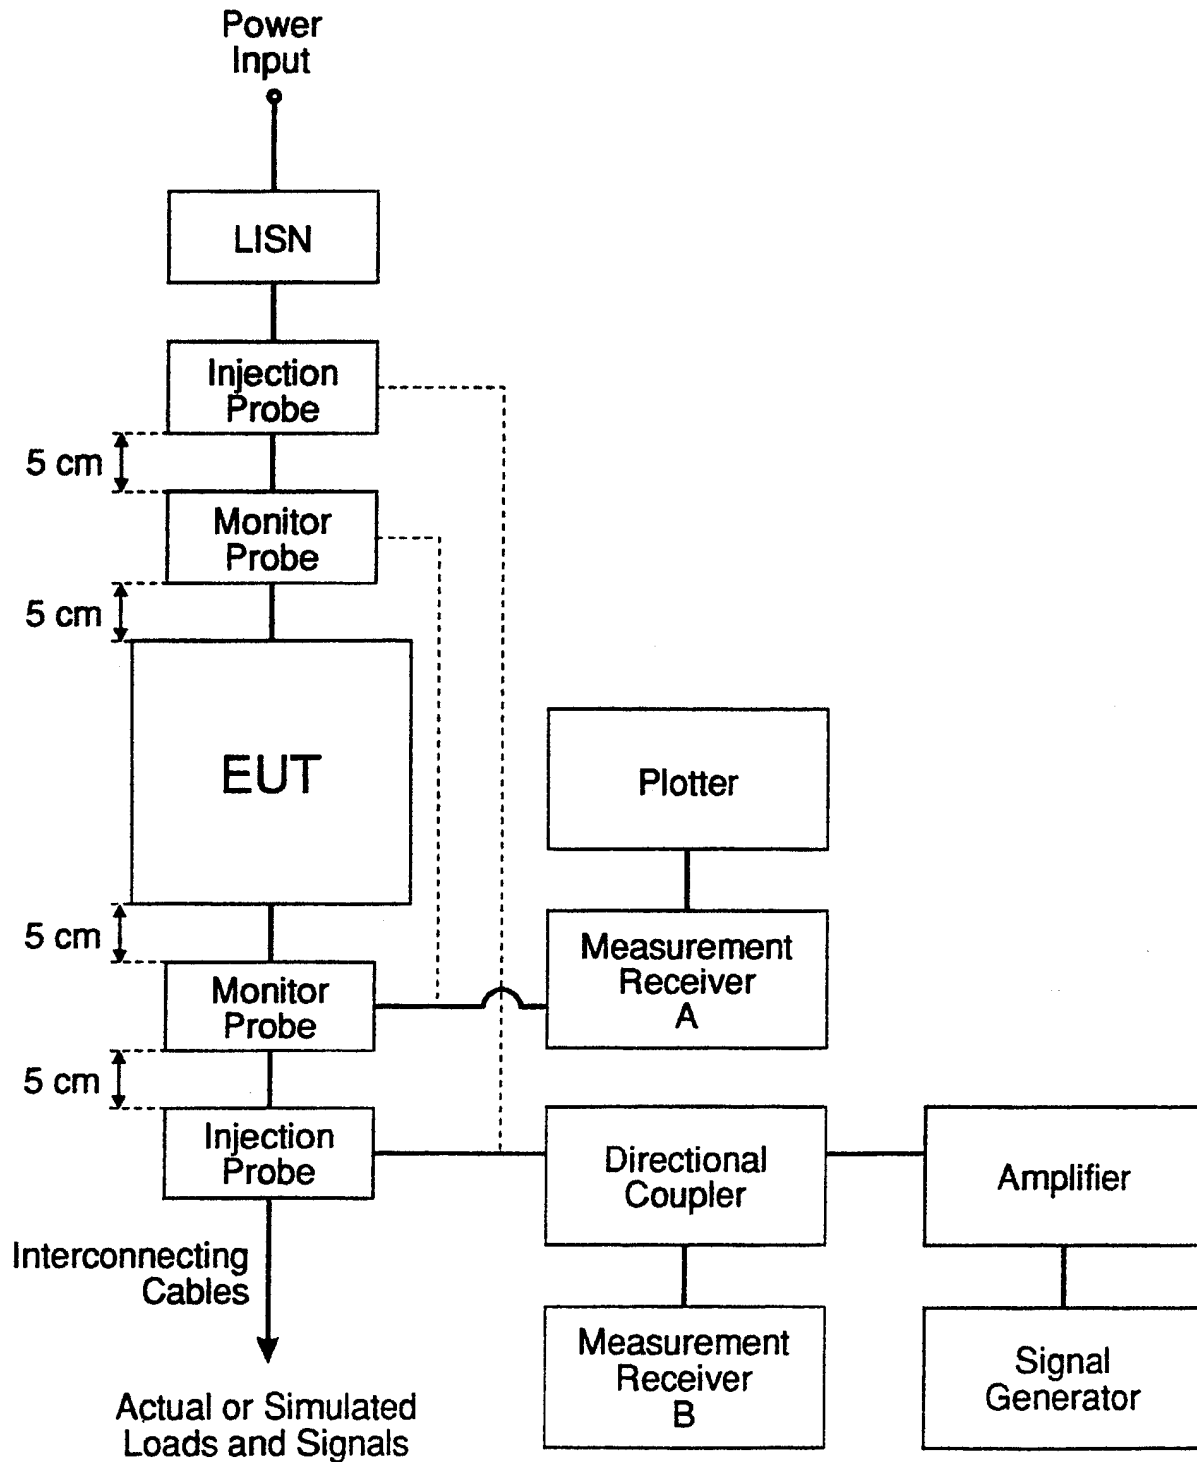 Power
Input
LISN
Injection
Probe
5 cm
Monitor
Probe
5 cm
EUT
Plotter
5 cm
Measurement
Receiver
A
Monitor
Probe
5 cm
Injection
Probe
Directional
Coupler
Amplifier
Interconnecting
Cables
Measurement
Receiver
B
Signal
Generator
Actual or Simulated
Loads and Signals